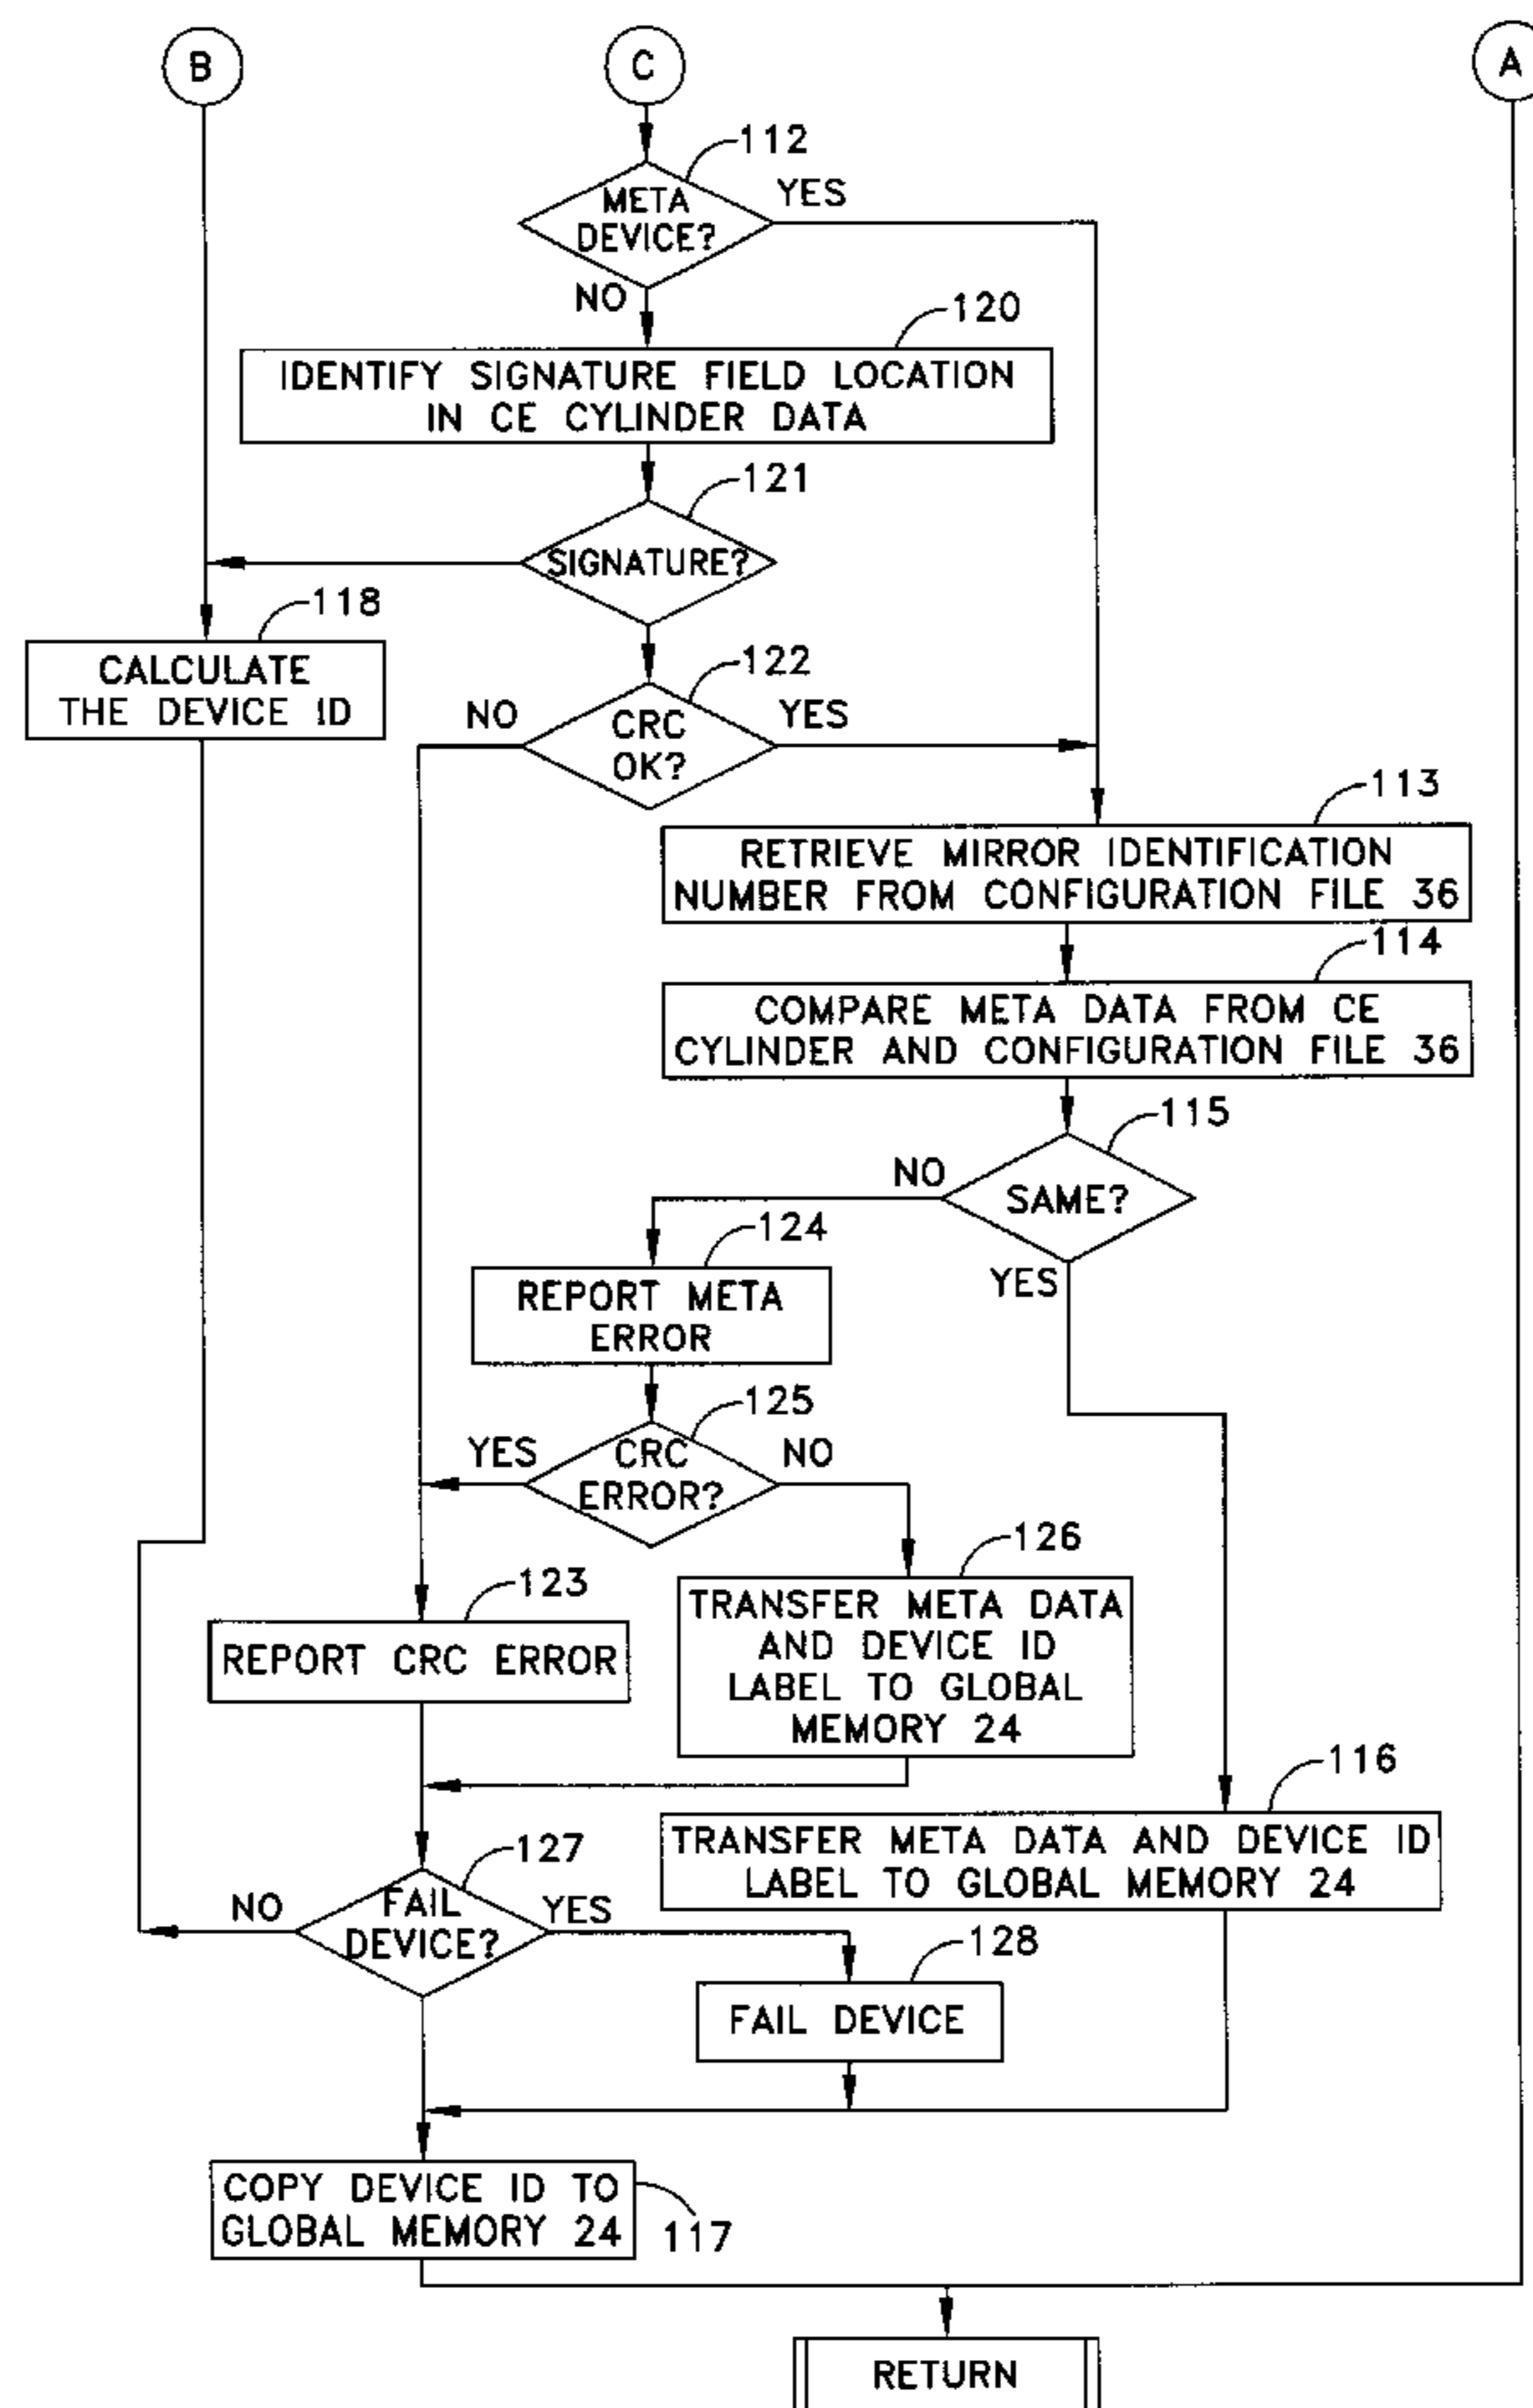 B
C
A
112
META
DEVICE?
YES
NO
120
IDENTIFY SIGNATURE FIELD LOCATION
IN CE CYLINDER DATA
121
SIGNATURE?
118
CALCULATE
THE DEVICE ID
122
NO
CRC
OK?
YES
113
RETRIEVE MIRROR IDENTIFICATION
NUMBER FROM CONFIGURATION FILE 36
114
COMPARE META DATA FROM CE
CYLINDER AND CONFIGURATION FILE 36
115
NO
SAME?
YES
124
REPORT META
ERROR
125
YES
CRC
ERROR?
NO
126
TRANSFER META DATA
AND DEVICE ID
LABEL TO GLOBAL
MEMORY 24
123
REPORT CRC ERROR
116
TRANSFER META DATA AND DEVICE ID
LABEL TO GLOBAL MEMORY 24
127
NO
FAIL
DEVICE?
YES
128
FAIL DEVICE
COPY DEVICE ID TO
GLOBAL MEMORY 24
117
RETURN